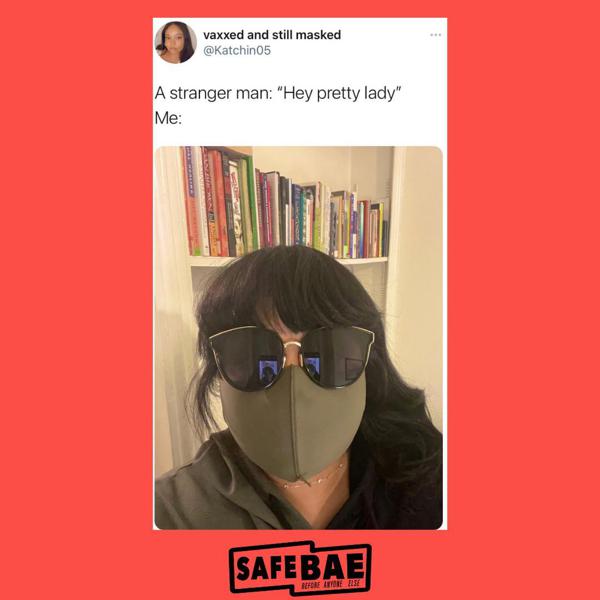 vaxxed and still masked
@Katchin05
A stranger man: “Hey pretty lady”
Me:
SAFEBAE
BEFORE ANYONE ELSE